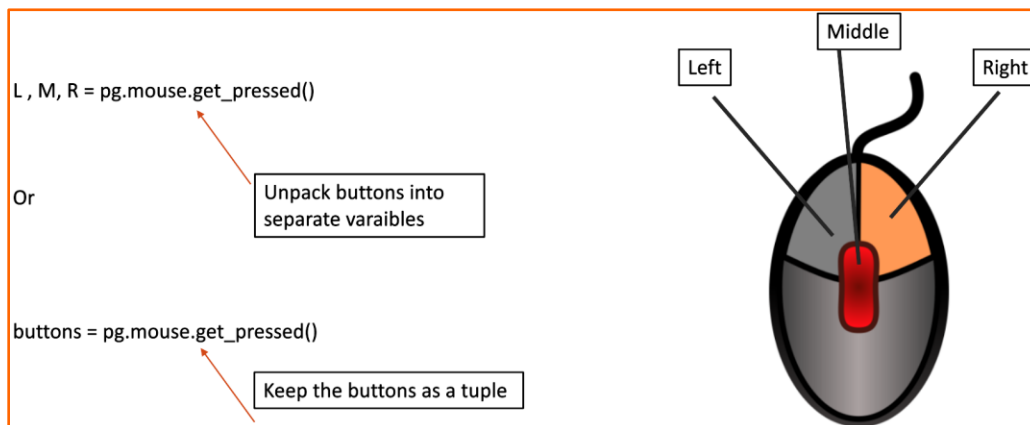 L , M, R = pg.mouse.get_pressed()
Unpack buttons into
separate varaibles
Or
buttons = pg.mouse.get_pressed()
Keep the buttons as a tuple
Middle
Left
Right